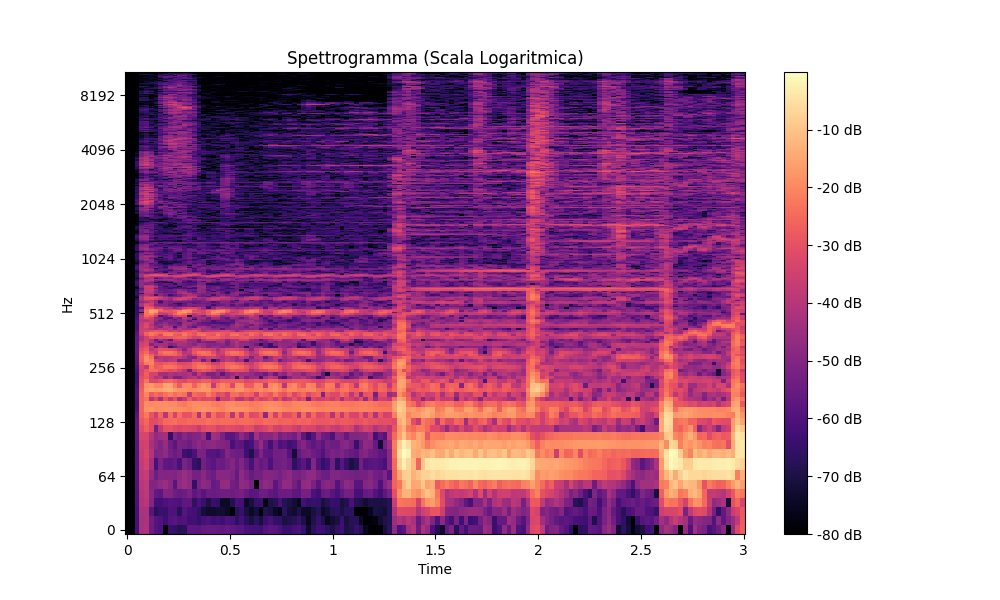 Spettrogramma (Scala Logaritmica)
8192
4096
2048
1024
512
256
128
64
0
Hz
0
0.5
1
1.5
2
2.5
3
Time
-10 dB
-20 dB
-30 dB
-40 dB
-50 dB
-60 dB
-70 dB
-80 dB